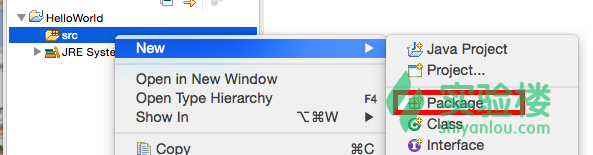 HelloWorld
src
JRE Syste
New
Open in New Window
Open Type Hierarchy F4
Show In ⌥⌘W
Copy ⌘C
Java Project
Project...
Package
Class
Interface
实验楼
shiyanlou.com